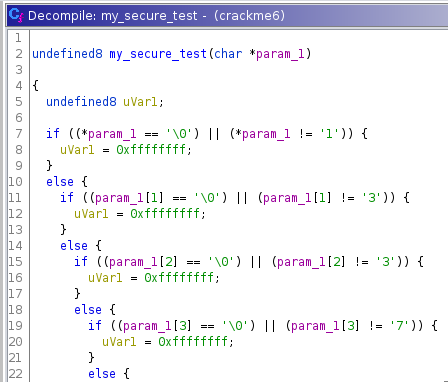 Decompile: my_secure_test - (crackme6)
1
2 undefined8 my_secure_test(char *param_1)
3
4 {
5 undefined8 uVar1;
6
7 if ((*param_1 == '\0') || (*param_1 != '1')) {
8 uVar1 = 0xffffffff;
9 }
10 else {
11 if ((param_1[1] == '\0') || (param_1[1] != '3')) {
12 uVar1 = 0xffffffff;
13 }
14 else {
15 if ((param_1[2] == '\0') || (param_1[2] != '3')) {
16 uVar1 = 0xffffffff;
17 }
18 else {
19 if ((param_1[3] == '\0') || (param_1[3] != '7')) {
20 uVar1 = 0xffffffff;
21 }
22 else {